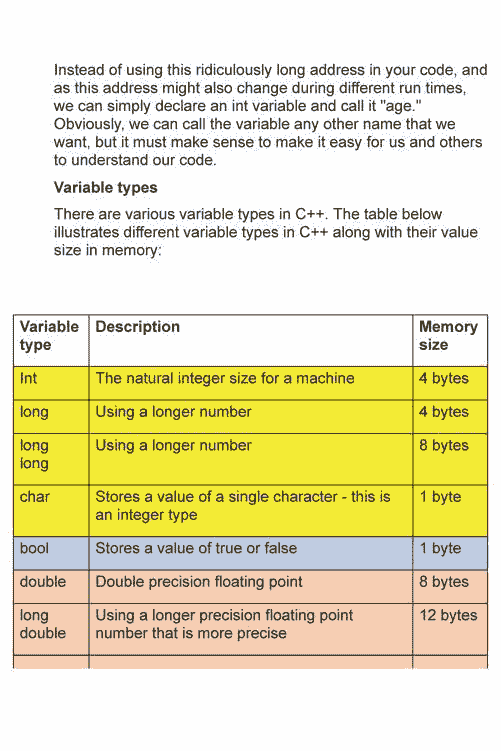 Instead of using this ridiculously long address in your code, and
as this address might also change during different run times,
we can simply declare an int variable and call it "age."
Obviously, we can call the variable any other name that we
want, but it must make sense to make it easy for us and others
to understand our code.
Variable types
There are various variable types in C++. The table below
illustrates different variable types in C++ along with their value
size in memory:
Variable type Description Memory size
Int The natural integer size for a machine 4 bytes
long Using a longer number 4 bytes
long long Using a longer number 8 bytes
char Stores a value of a single character - this is an integer type 1 byte
bool Stores a value of true or false 1 byte
double Double precision floating point 8 bytes
long double Using a longer precision floating point number that is more precise 12 bytes